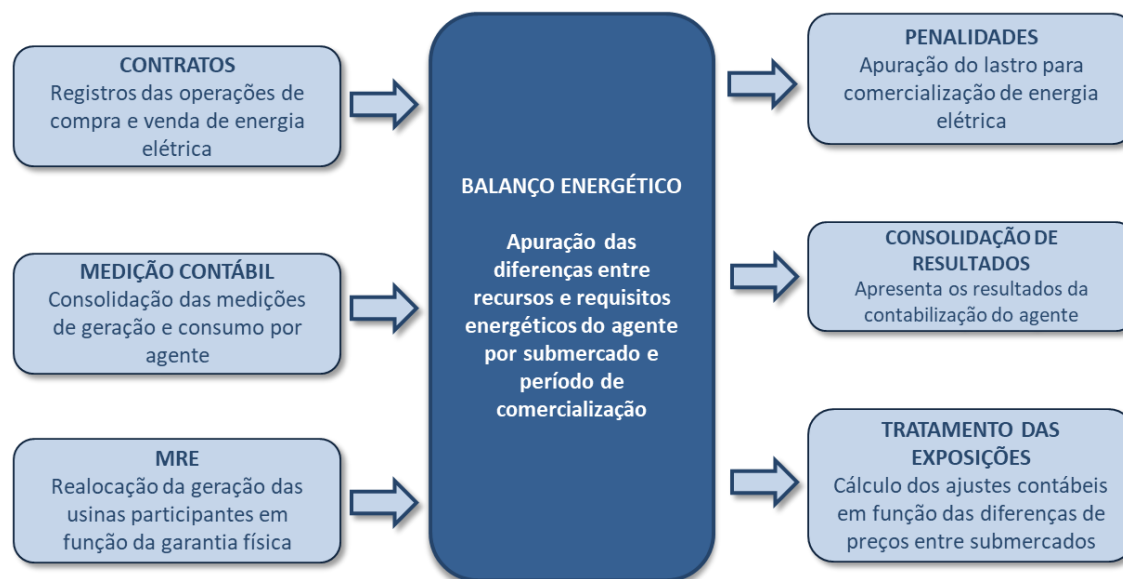 CONTRATOS
Registros das operações de
compra e venda de energia
elétrica
MEDIÇÃO CONTÁBIL
Consolidação das medições
de geração e consumo por
agente
MRE
Realocação da geração das
usinas participantes em
função da garantia física
BALANÇO ENERGÉTICO
Apuração das
diferenças entre
recursos e requisitos
energéticos do agente
por submercado e
período de
comercialização
PENALIDADES
Apuração do lastro para
comercialização de energia
elétrica
CONSOLIDAÇÃO DE
RESULTADOS
Apresenta os resultados da
contabilização do agente
TRATAMENTO DAS
EXPOSIÇÕES
Cálculo dos ajustes contábeis
em função das diferenças de
preços entre submercados